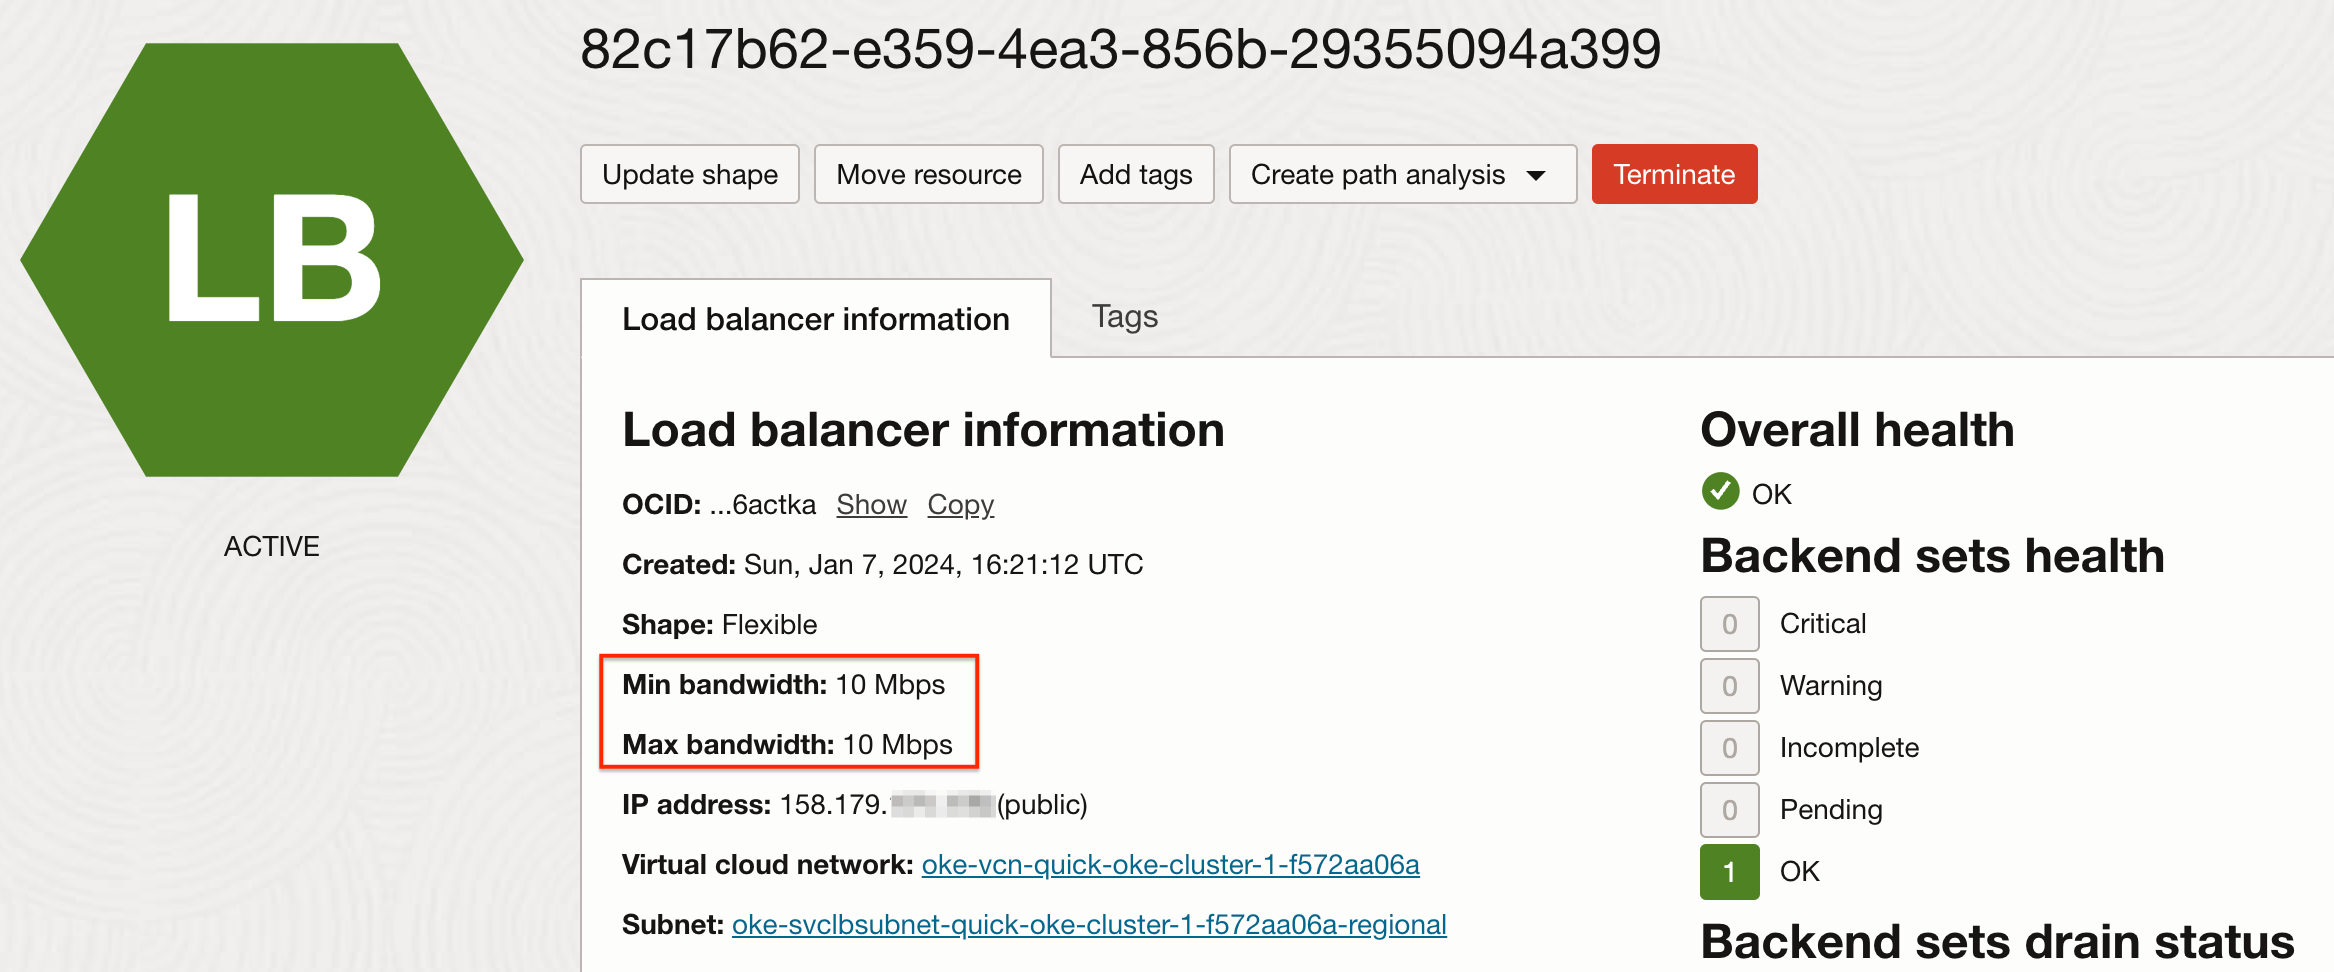 82c17b62-e359-4ea3-856b-29355094a399
LB
ACTIVE
Update shape
Move resource
Add tags
Create path analysis
Terminate
Load balancer information
Tags
Load balancer information
OCID: ...6actka Show Copy
Created: Sun, Jan 7, 2024, 16:21:12 UTC
Shape: Flexible
Min bandwidth: 10 Mbps
Max bandwidth: 10 Mbps
IP address: 158.179. (public)
Virtual cloud network: oke-vcn-quick-oke-cluster-1-f572aa06a
Subnet: oke-svclbsubnet-quick-oke-cluster-1-f572aa06a-regional
Overall health
OK
Backend sets health
0 Critical
0 Warning
0 Incomplete
0 Pending
1 OK
Backend sets drain status